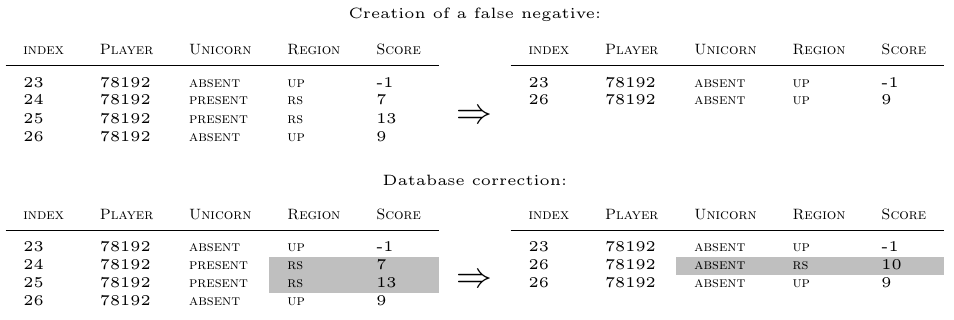 Creation of a false negative:
INDEX PLAYER UNICORN REGION SCORE INDEX PLAYER UNICORN REGION SCORE
23 78192 ABSENT UP -1 23 78192 ABSENT UP -1
24 78192 PRESENT RS 7 26 78192 ABSENT UP 9
25 78192 PRESENT RS 13
⇒
26 78192 ABSENT UP 9
Database correction:
INDEX PLAYER UNICORN REGION SCORE INDEX PLAYER UNICORN REGION SCORE
23 78192 ABSENT UP -1 23 78192 ABSENT UP -1
24 78192 PRESENT RS 7 26 78192 ABSENT RS 10
25 78192 PRESENT RS 13 ⇒ 26 78192 ABSENT UP 9
26 78192 ABSENT UP 9